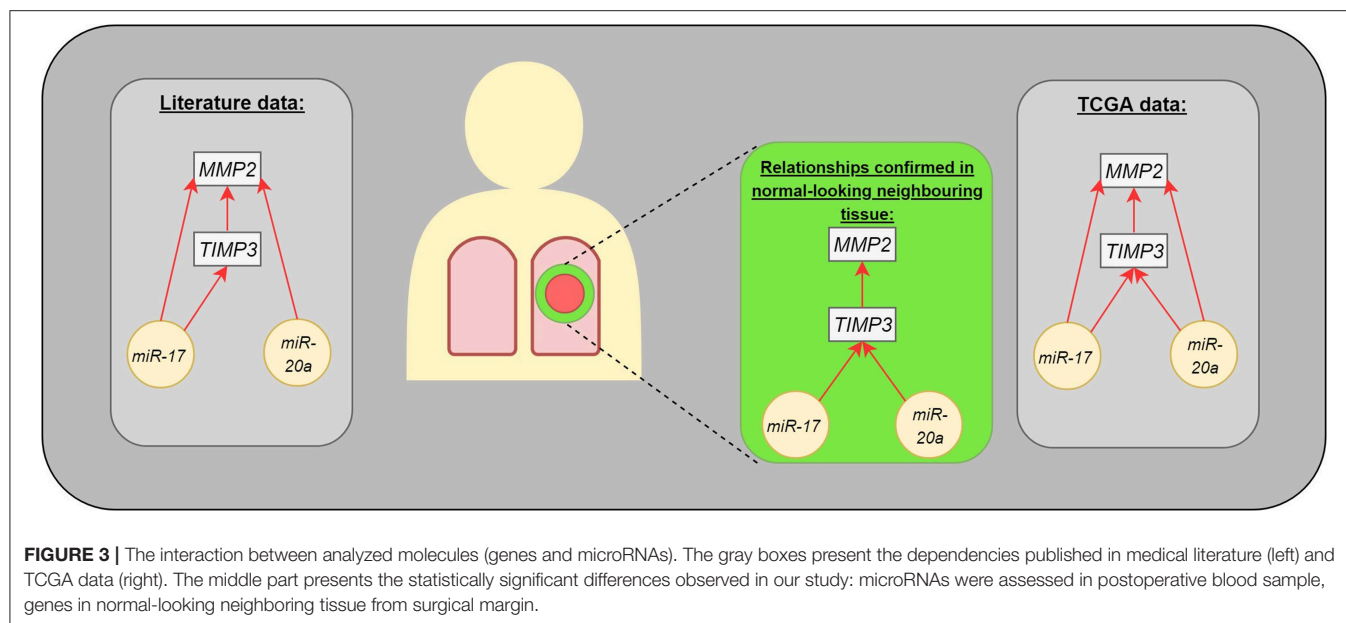 Literature data:
MMP2
TIMP3
miR-17
miR-
20a
Relationships confirmed in
normal-looking neighbouring
tissue:
MMP2
TIMP3
miR-17
miR-
20a
TCGA data:
MMP2
TIMP3
miR-17
miR-
20a
FIGURE 3 | The interaction between analyzed molecules (genes and microRNAs). The gray boxes present the dependencies published in medical literature (left) and
TCGA data (right). The middle part presents the statistically significant differences observed in our study: microRNAs were assessed in postoperative blood sample,
genes in normal-looking neighboring tissue from surgical margin.